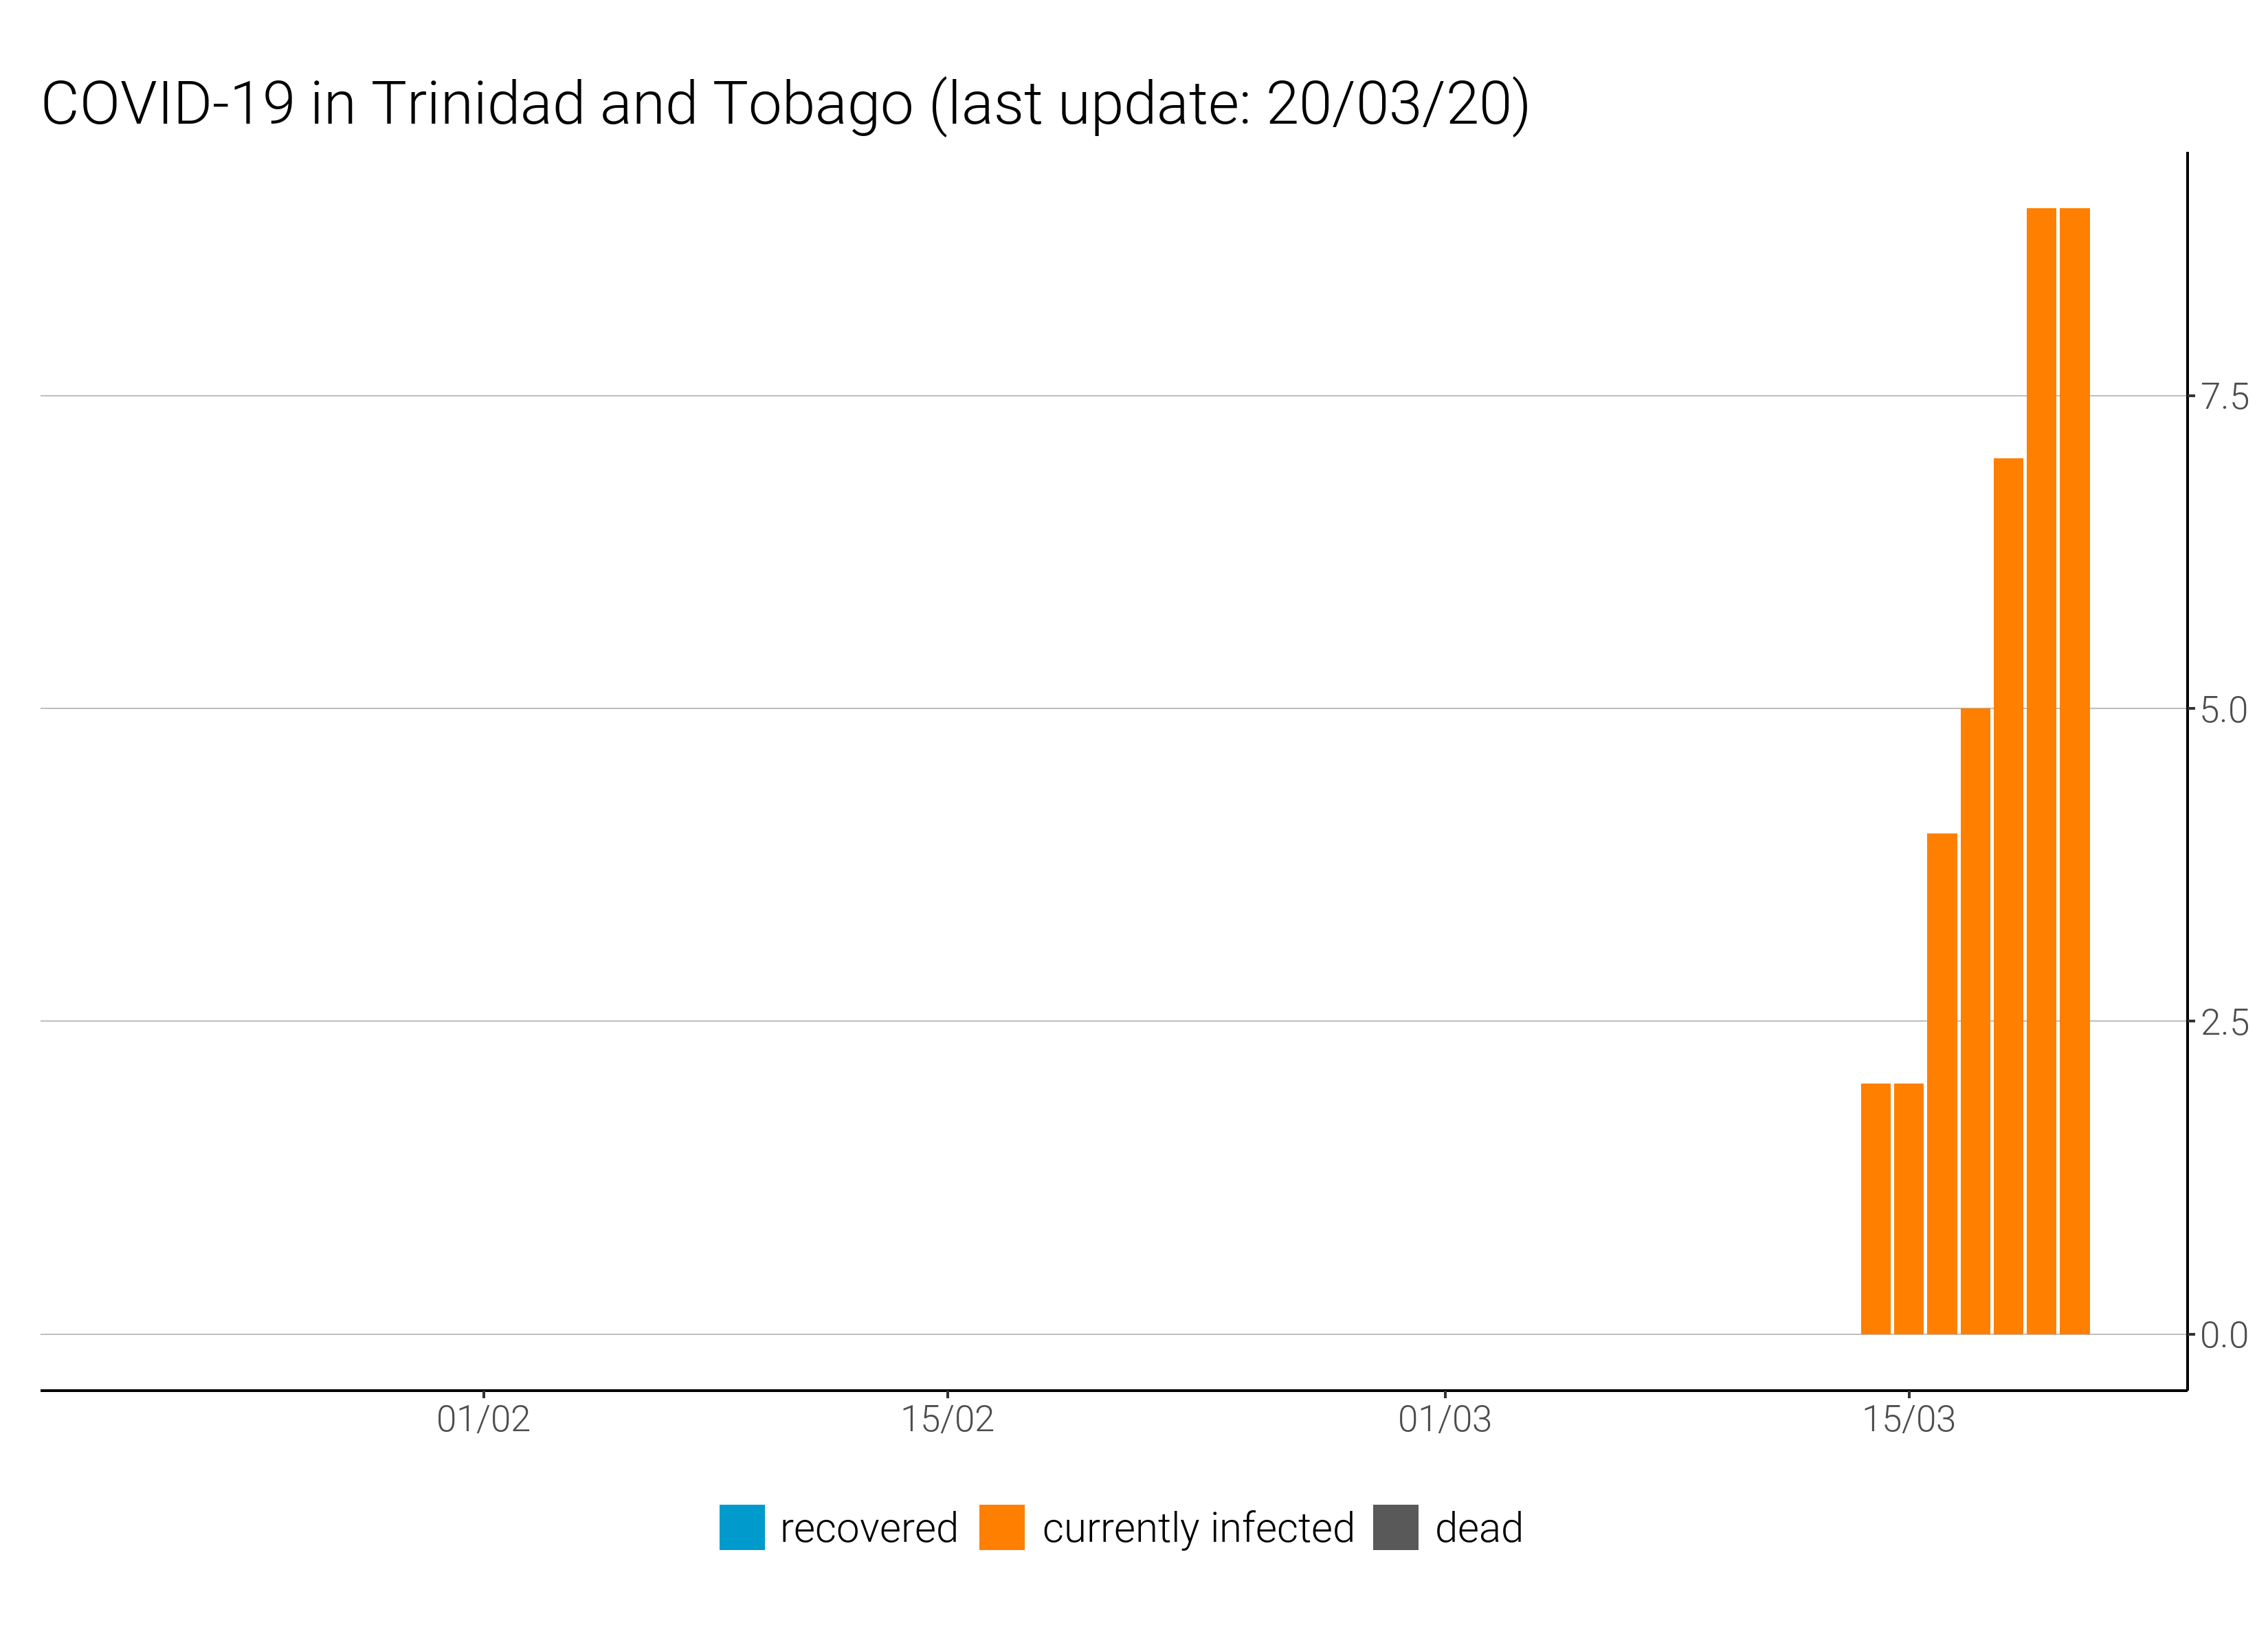 COVID-19 in Trinidad and Tobago (last update: 20/03/20)
7.5
5.0
2.5
0.0
01/02 15/02 01/03 15/03
recovered currently infected dead